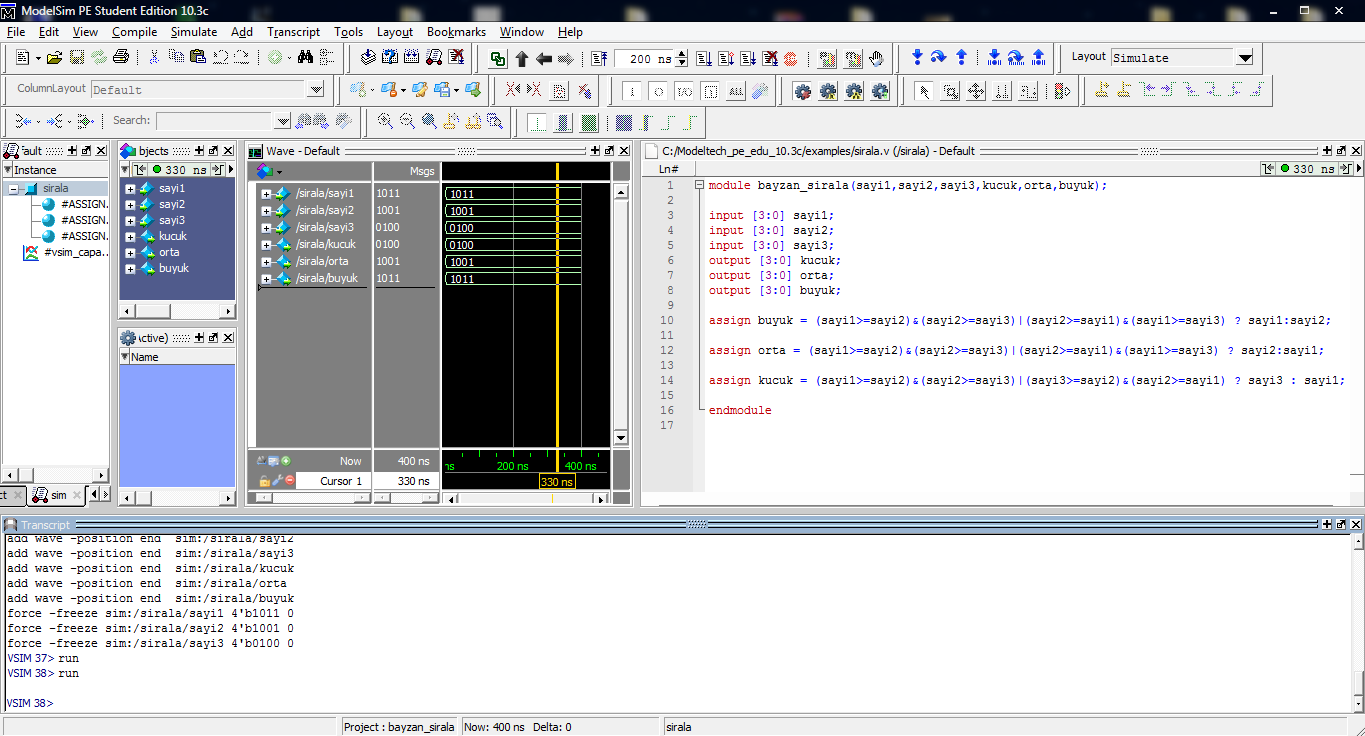 ModelSim PE Student Edition 10.3c
File Edit View Compile Simulate Add Transcript Tools Layout Bookmarks Window Help
200 ns
Layout Simulate
ColumnLayout Default
ALL
Search:
ault
Instance
sirala
#ASSIGN.
#ASSIGN.
#ASSIGN.
#vsim_capa..
ct
sim
bjects
330 ns
sayi1
sayi2
sayi3
kucuk
orta
buyuk
ctive)
Name
Wave - Default
Msgs
/sirala/sayi1 1011 1011
/sirala/sayi2 1001 1001
/sirala/sayi3 0100 0100
/sirala/kucuk 0100 0100
/sirala/orta 1001 1001
/sirala/buyuk 1011 1011
Now 400 ns ns 200 ns 400 ns
Cursor 1 330 ns 330 ns
C:/Modeltech_pe_edu_10.3c/examples/sirala.v (/sirala) - Default
Ln# 330 ns
1 module bayzan_sirala(sayi1,sayi2,sayi3,kucuk,orta,buyuk);
2
3 input [3:0] sayi1;
4 input [3:0] sayi2;
5 input [3:0] sayi3;
6 output [3:0] kucuk;
7 output [3:0] orta;
8 output [3:0] buyuk;
9
10 assign buyuk = (sayi1>=sayi2)&(sayi2>=sayi3)|(sayi2>=sayi1)&(sayi1>=sayi3) ? sayi1:sayi2;
11
12 assign orta = (sayi1>=sayi2)&(sayi2>=sayi3)|(sayi2>=sayi1)&(sayi1>=sayi3) ? sayi2:sayi1;
13
14 assign kucuk = (sayi1>=sayi2)&(sayi2>=sayi3)|(sayi3>=sayi2)&(sayi2>=sayi1) ? sayi3 : sayi1;
15
16 endmodule
17
Transcript
add wave -position end sim:/sirala/sayi2
add wave -position end sim:/sirala/sayi3
add wave -position end sim:/sirala/kucuk
add wave -position end sim:/sirala/orta
add wave -position end sim:/sirala/buyuk
force -freeze sim:/sirala/sayi1 4'b1011 0
force -freeze sim:/sirala/sayi2 4'b1001 0
force -freeze sim:/sirala/sayi3 4'b0100 0
VSIM 37> run
VSIM 38> run
VSIM 38>
Project : bayzan_sirala Now: 400 ns Delta: 0 sirala